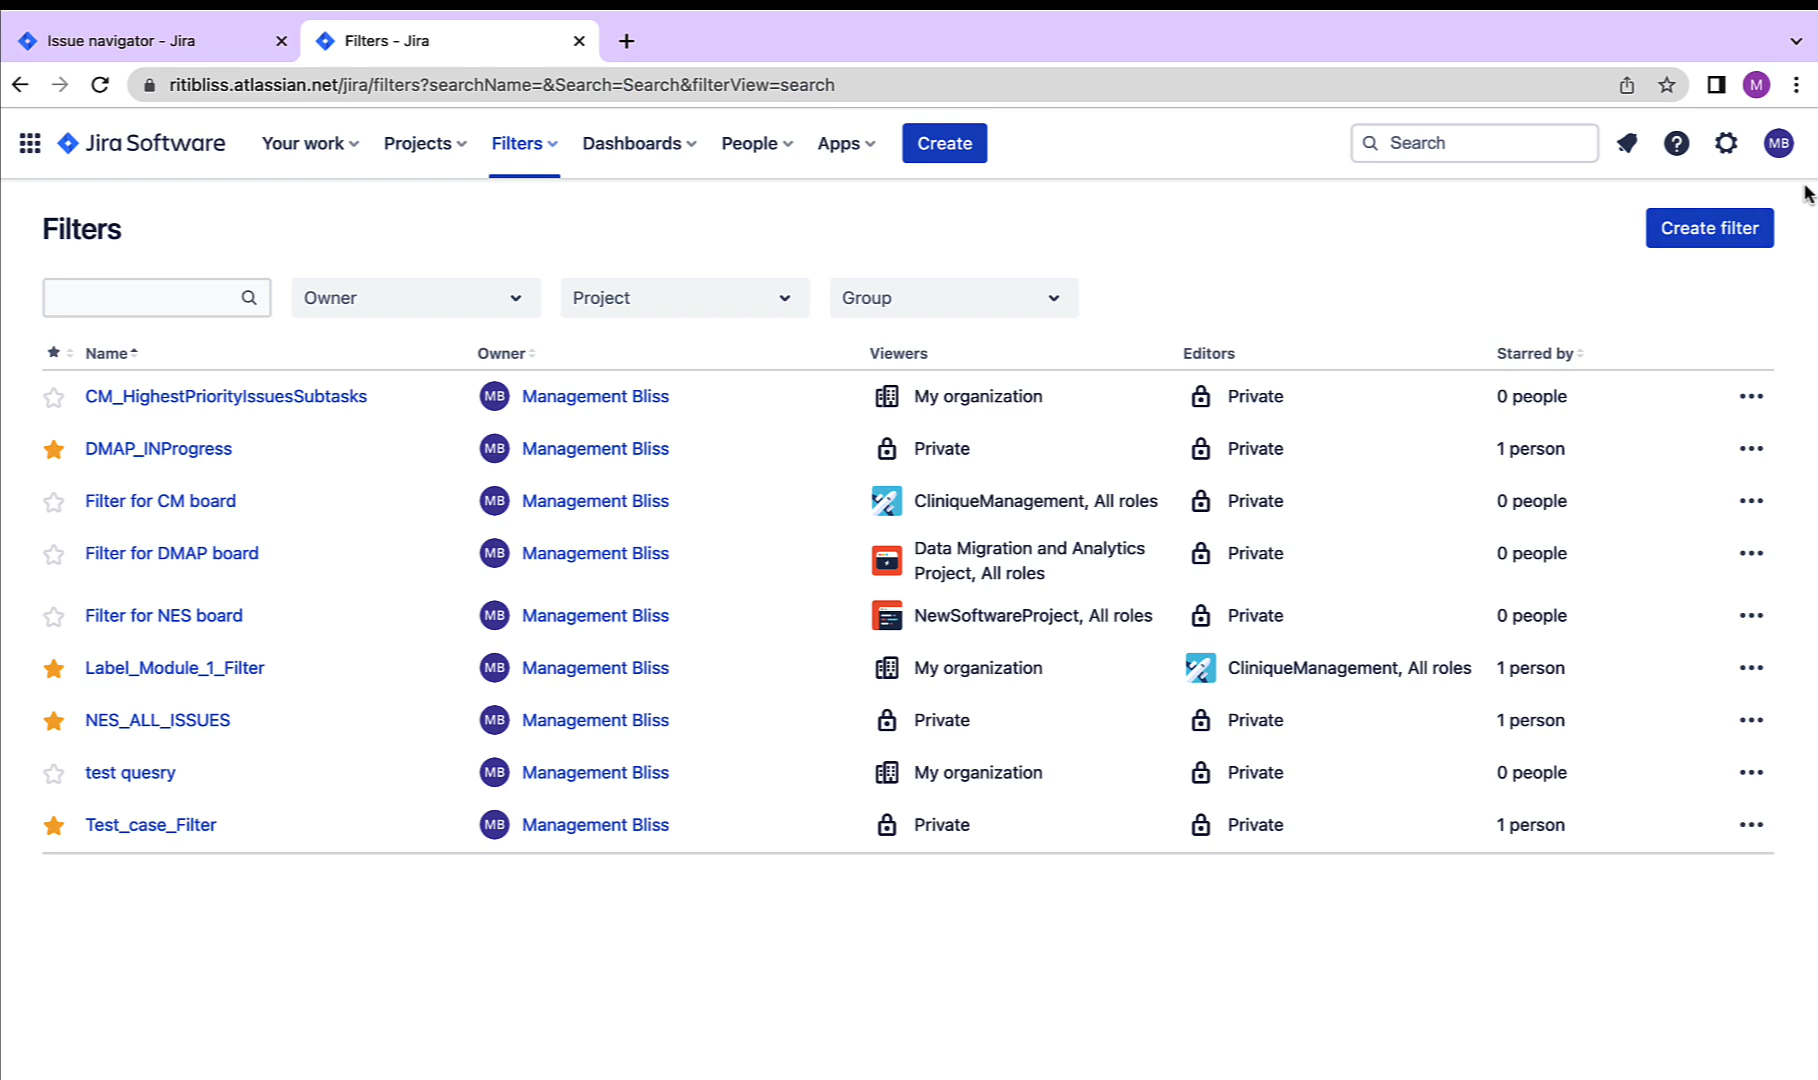 Issue navigator - Jira
Filters - Jira
ritibliss.atlassian.net/jira/filters?searchName=&Search=Search&filterView=search
M
Jira Software
Your work
Projects
Filters
Dashboards
People
Apps
Create
Search
MB
Filters
Create filter
Owner
Project
Group
Name Owner Viewers Editors Starred by
CM_HighestPriorityIssuesSubtasks MB Management Bliss My organization Private 0 people
DMAP_INProgress MB Management Bliss Private Private 1 person
Filter for CM board MB Management Bliss CliniqueManagement, All roles Private 0 people
Filter for DMAP board MB Management Bliss Data Migration and Analytics
Project, All roles Private 0 people
Filter for NES board MB Management Bliss NewSoftwareProject, All roles Private 0 people
Label_Module_1_Filter MB Management Bliss My organization CliniqueManagement, All roles 1 person
NES_ALL_ISSUES MB Management Bliss Private Private 1 person
test quesry MB Management Bliss My organization Private 0 people
Test_case_Filter MB Management Bliss Private Private 1 person